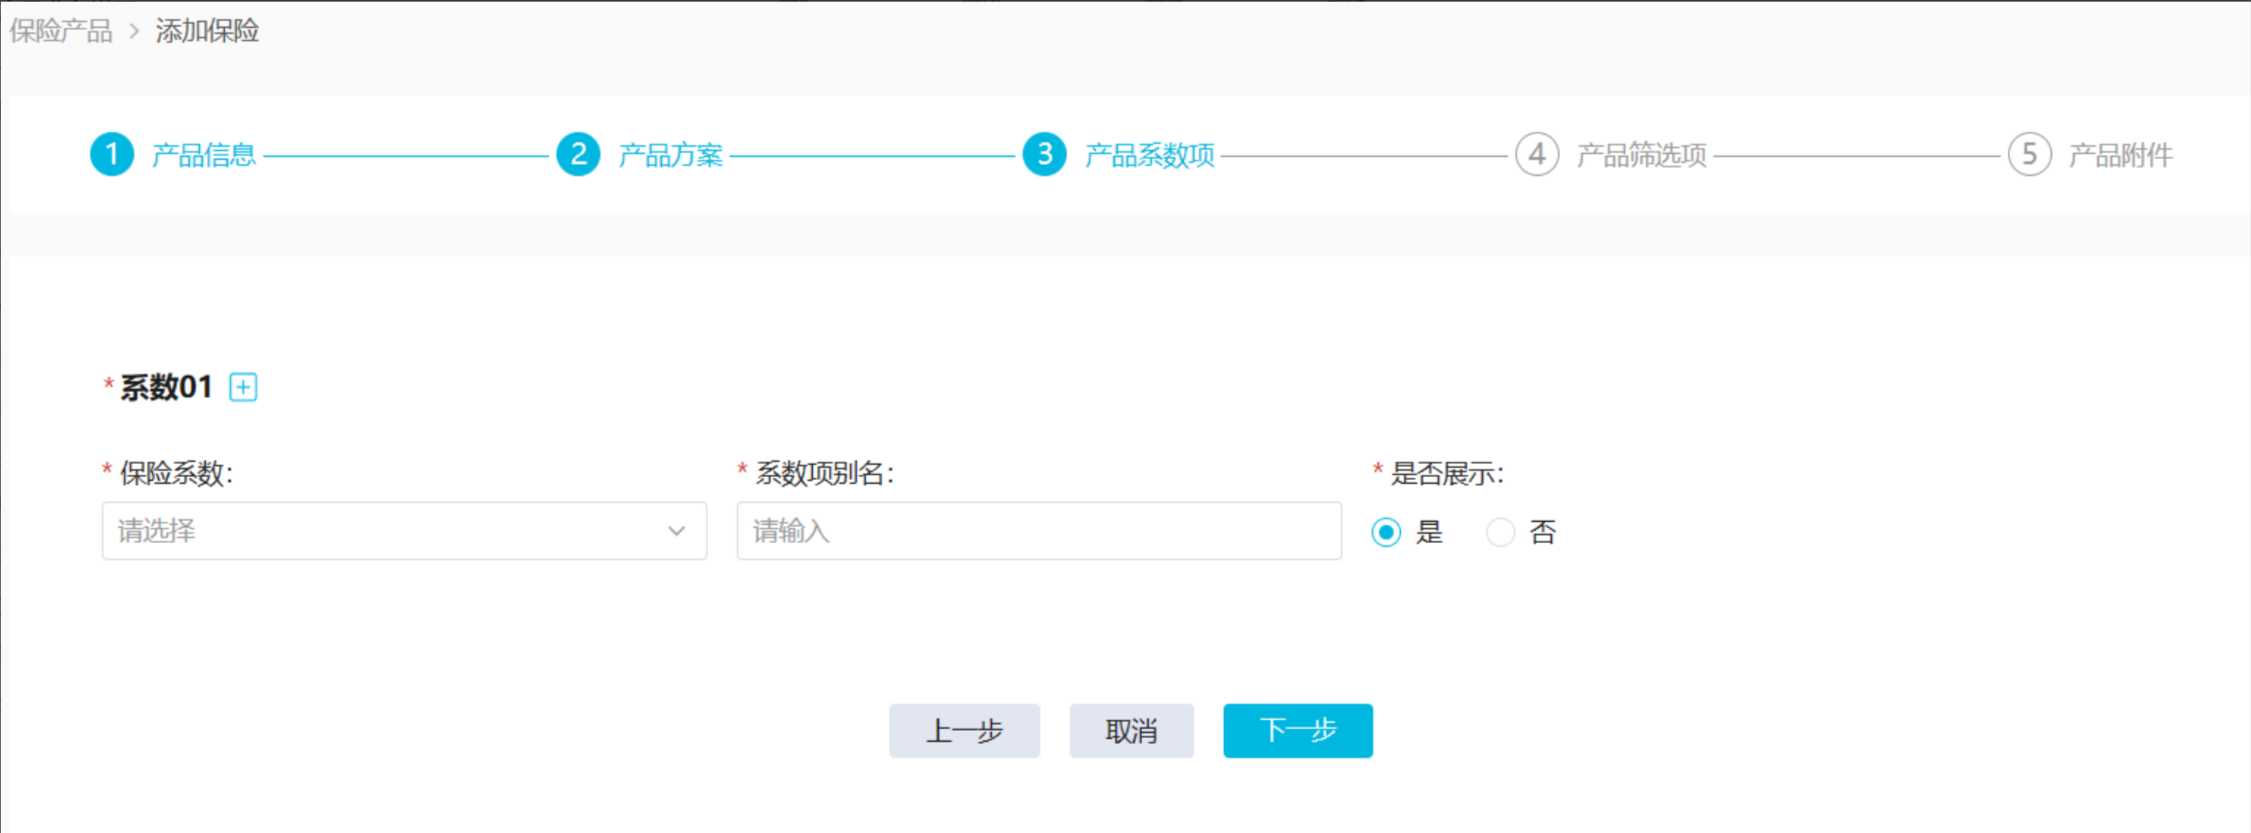 保险产品 > 添加保险
1 产品信息 2 产品方案 3 产品系数项 4 产品筛选项 5 产品附件
* 系数01
* 保险系数: * 系数项别名: * 是否展示:
请选择 请输入 是 否
上一步 取消 下一步